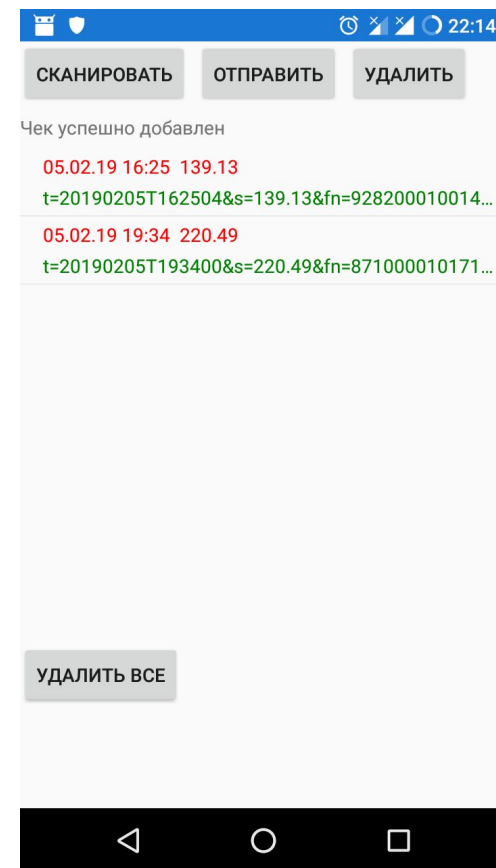 22:14
СКАНИРОВАТЬ ОТПРАВИТЬ УДАЛИТЬ
Чек успешно добавлен
05.02.19 16:25 139.13
t=20190205T162504&s=139.13&fn=928200010014...
05.02.19 19:34 220.49
t=20190205T193400&s=220.49&fn=871000010171...
УДАЛИТЬ ВСЕ